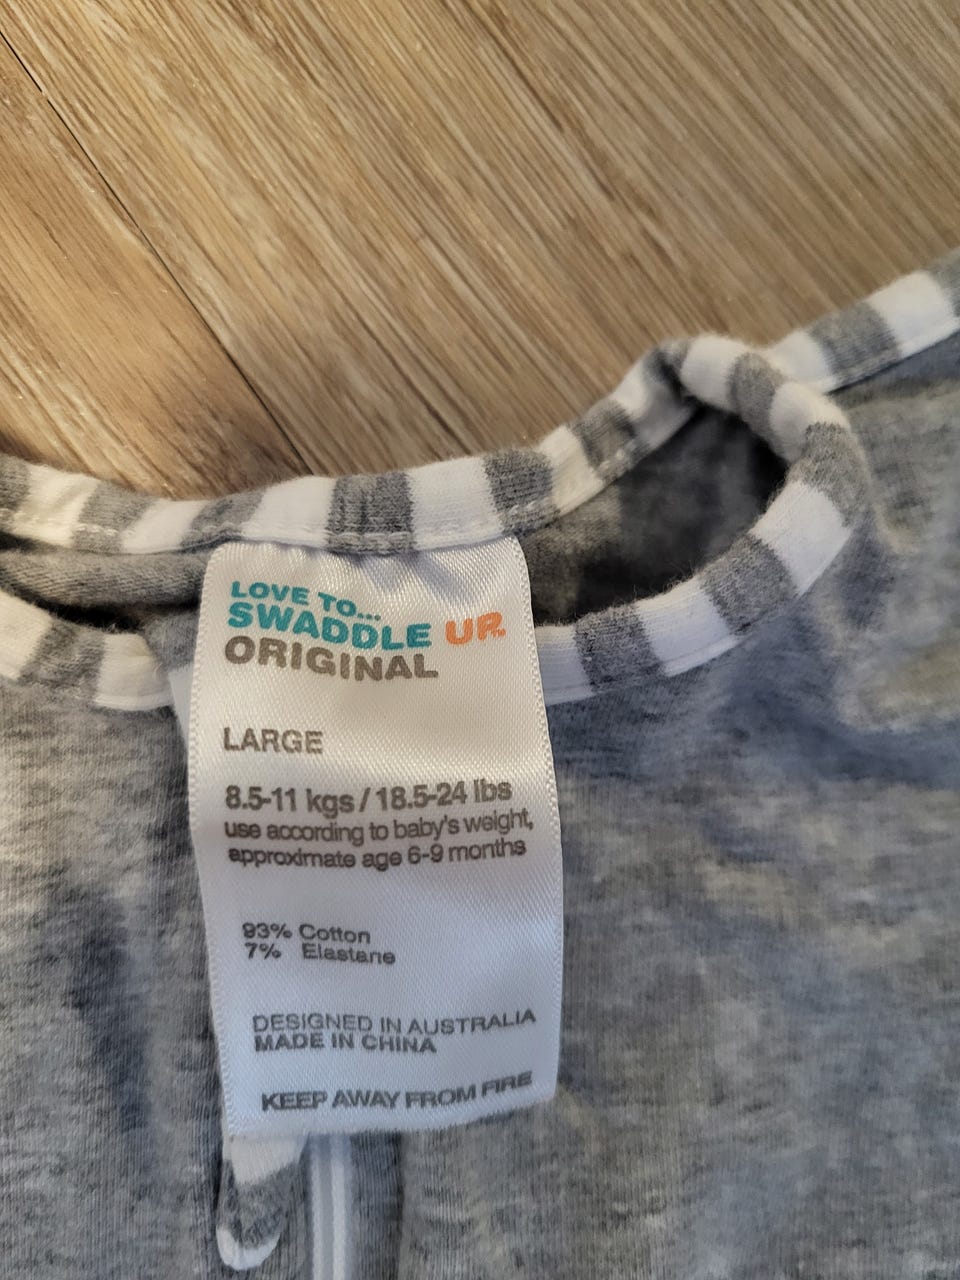 LOVE TO...
SWADDLE UP.
ORIGINAL
LARGE
8.5-11 kgs / 18.5-24 lbs
use according to baby's weight,
approximate age 6-9 months
93% Cotton
7% Elastane
DESIGNED IN AUSTRALIA
MADE IN CHINA
KEEP AWAY FROM FIRE